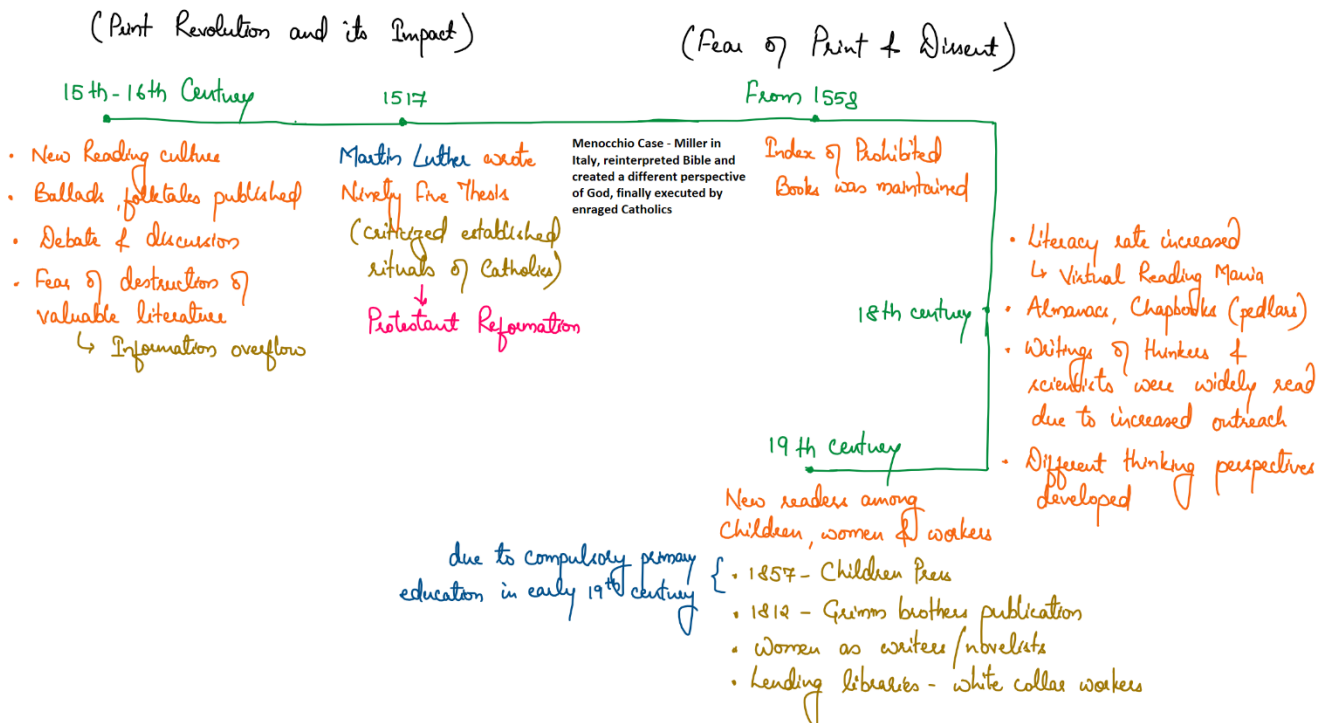 (Print Revolution and its Impact)
(Fear of Print & Dissent)
15th-16th Century
• New Reading culture
• Ballads, folktales published
• Debate & discussion
• Fear of destruction of
valuable literature
↳ Information overflow
1517
Martin Luther wrote
Ninety Five Thesis
(criticized established
rituals of Catholics)
↓
Protestant Reformation
Menocchio Case - Miller in
Italy, reinterpreted Bible and
created a different perspective
of God, finally executed by
enraged Catholics
From 1558
Index of Prohibited
Books was maintained
18th century
• Literacy rate increased
↳ Virtual Reading Mania
• Almanacs, Chapbooks (pedlars)
• Writings of thinkers &
scientists were widely read
due to increased outreach
• Different thinking perspectives
developed
19th century
New readers among
Children, women & workers
due to compulsory primary
education in early 19th century
{ • 1857 - Children Press
• 1812 - Grimm brothers publication
• Women as writers/novelists
• Lending libraries - white collar workers